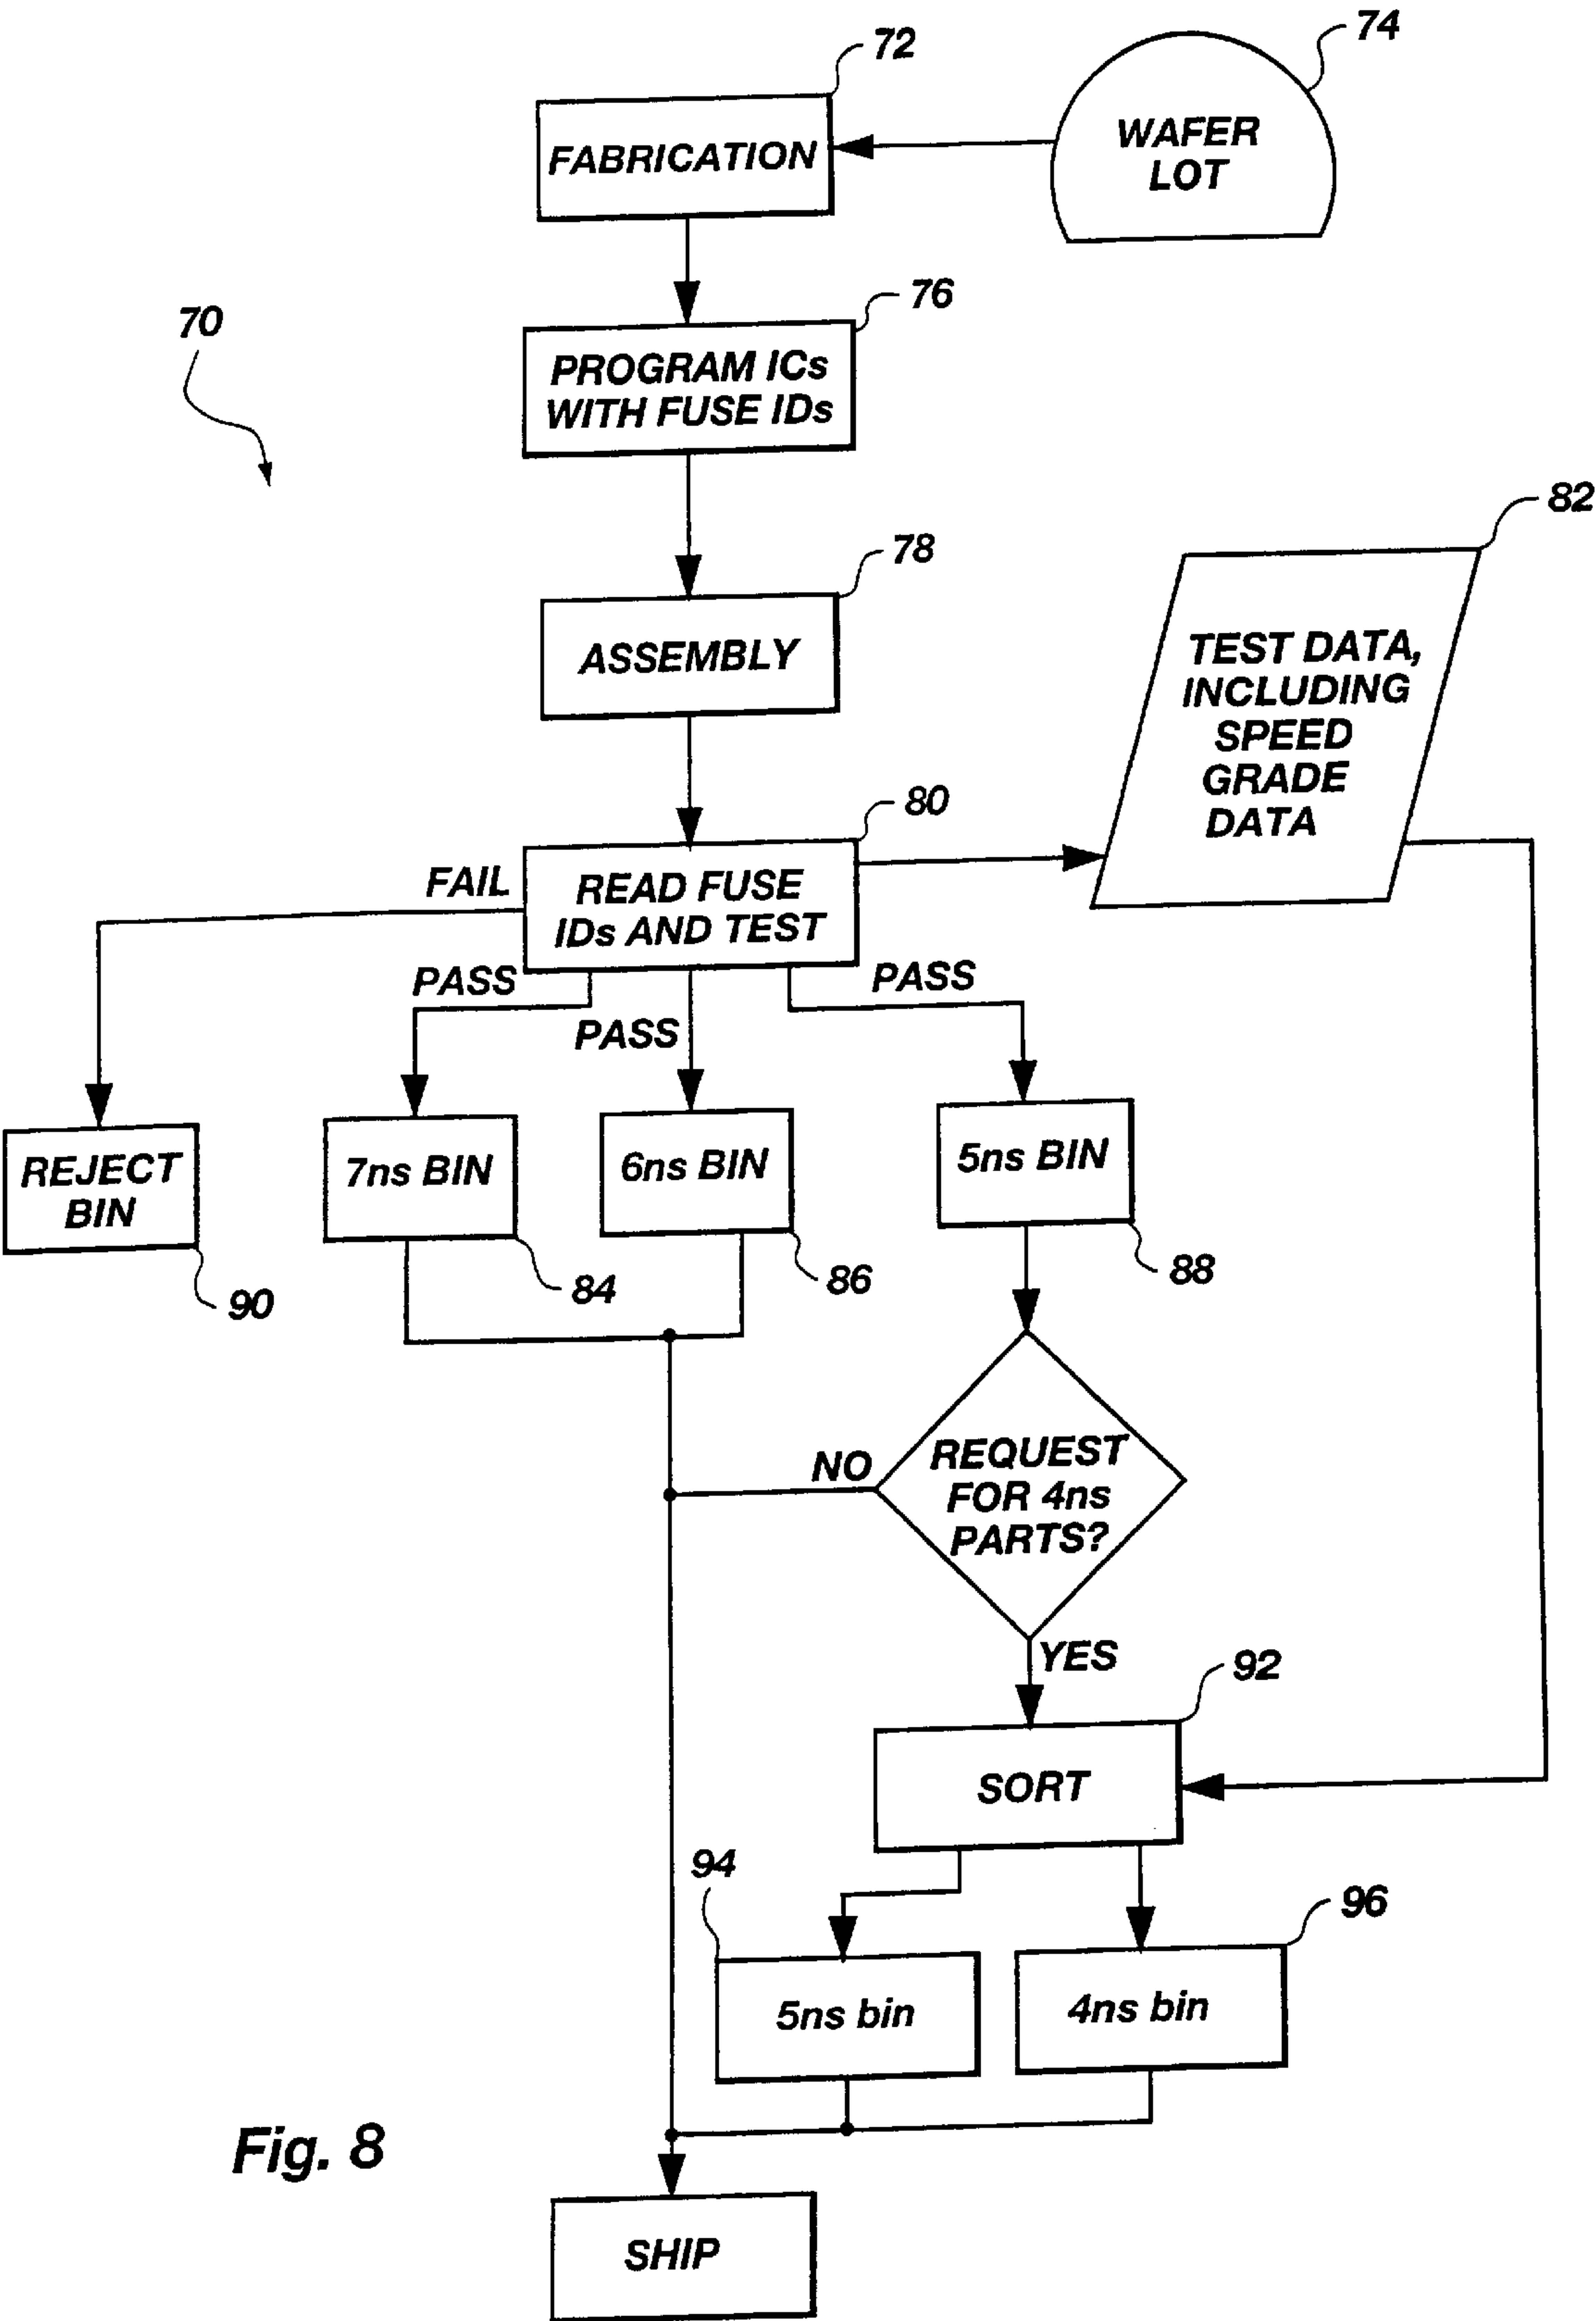 74
72
WAFER
LOT
FABRICATION
76
70
PROGRAM ICs
WITH FUSE IDs
82
78
ASSEMBLY
TEST DATA,
INCLUDING
SPEED
GRADE
DATA
80
FAIL
READ FUSE
IDs AND TEST
PASS
PASS
PASS
REJECT
BIN
7ns BIN
6ns BIN
5ns BIN
90
84
86
88
NO
REQUEST
FOR 4ns
PARTS?
YES
92
SORT
94
96
5ns bin
4ns bin
Fig. 8
SHIP